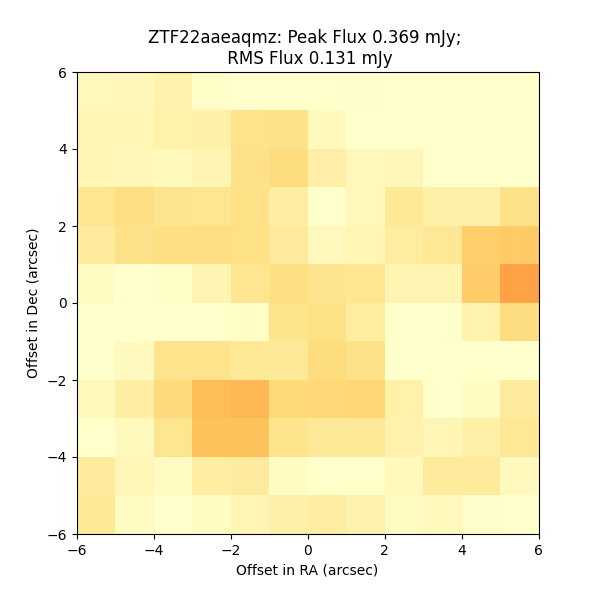 ZTF22aaeaqmz: Peak Flux 0.369 mJy;
RMS Flux 0.131 mJy
6
4
2
0
−2
−4
−6
Offset in Dec (arcsec)
−6 −4 −2 0 2 4 6
Offset in RA (arcsec)